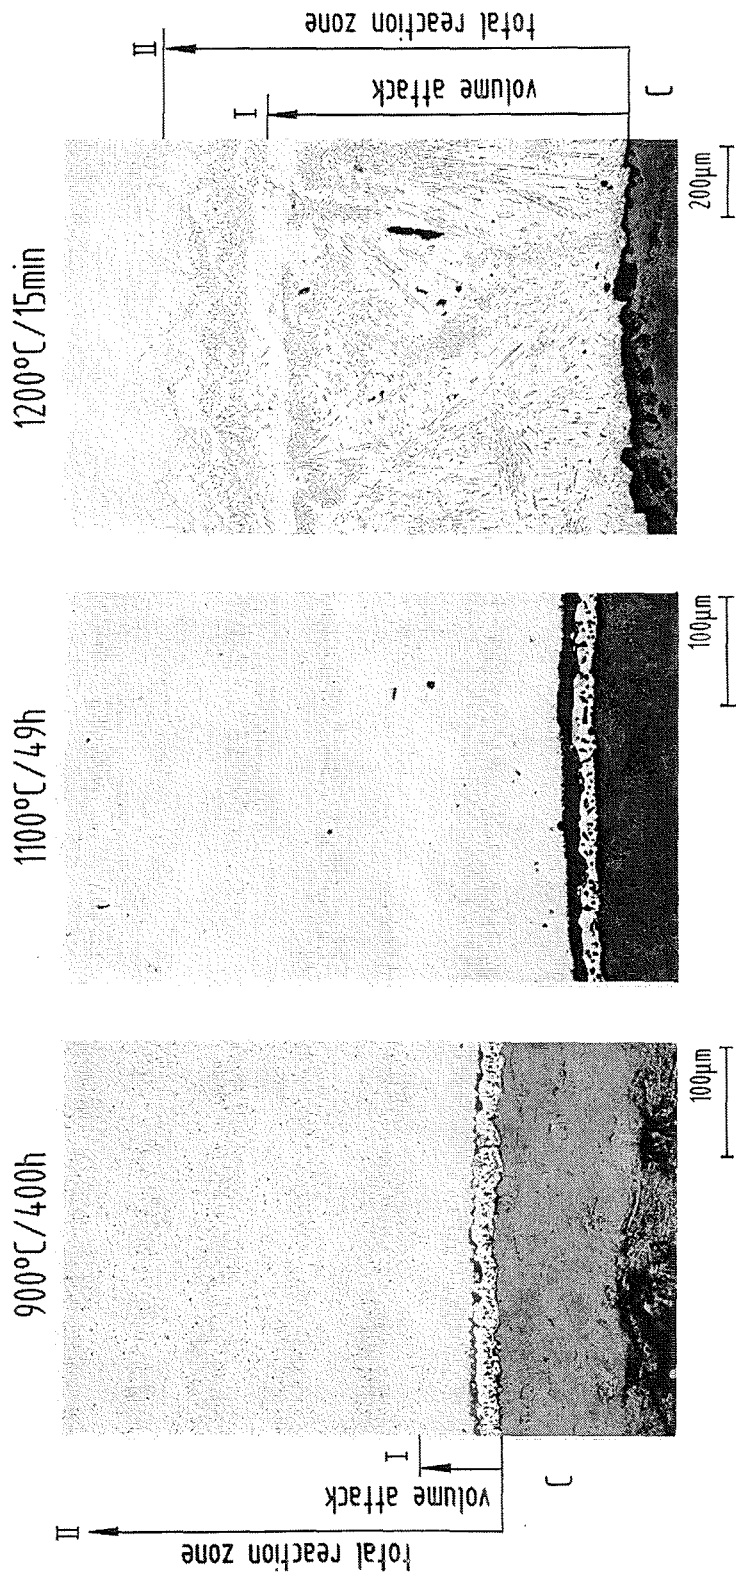 900°C/400h
1100°C/49h
1200°C/15min
total reaction zone
II
volume attack
I
C
100µm
100µm
200µm
total reaction zone
II
volume attack
I
C